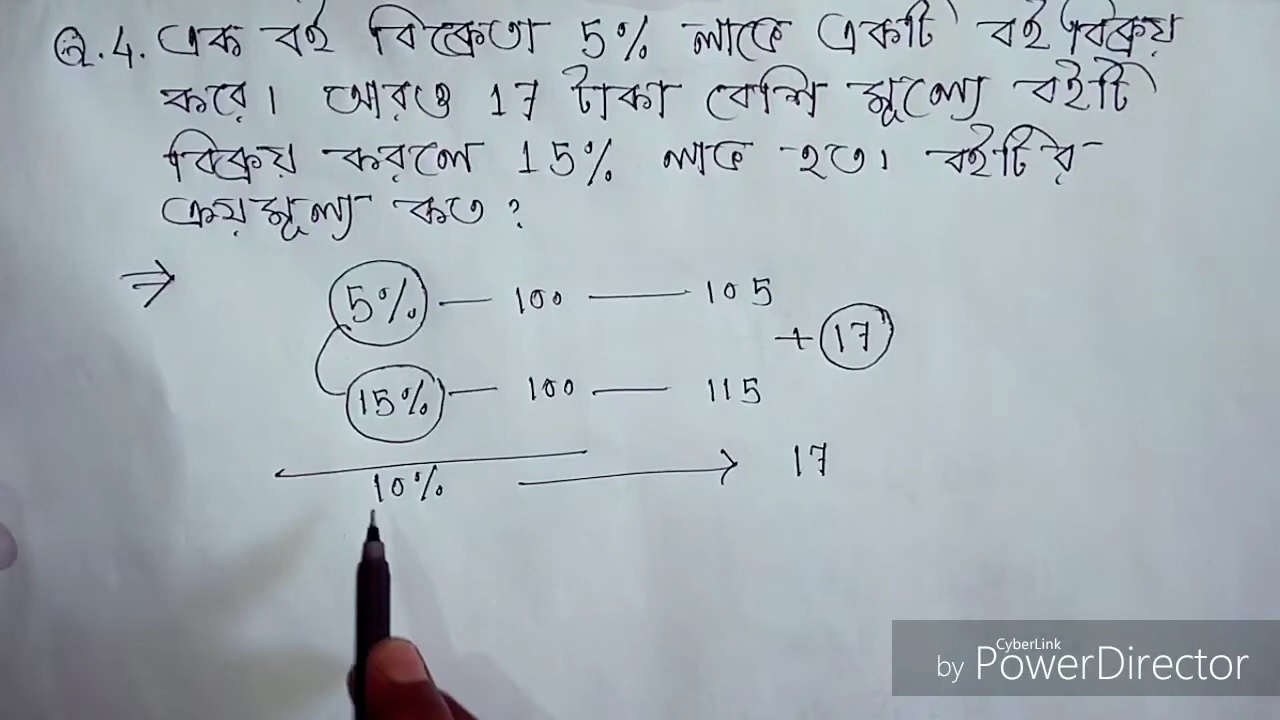 Q.4. এক বই বিক্রেতা 5% লাভে একটি বই বিক্রয়
করে। আরও 17 টাকা বেশি মূল্যে বইটি
বিক্রয় করলে 15% লাভ হত। বইটির
ক্রয়মূল্য কত?
⇒ 5% — 100 — 105
+ 17
15% — 100 — 115
10% → 17
CyberLink
by PowerDirector